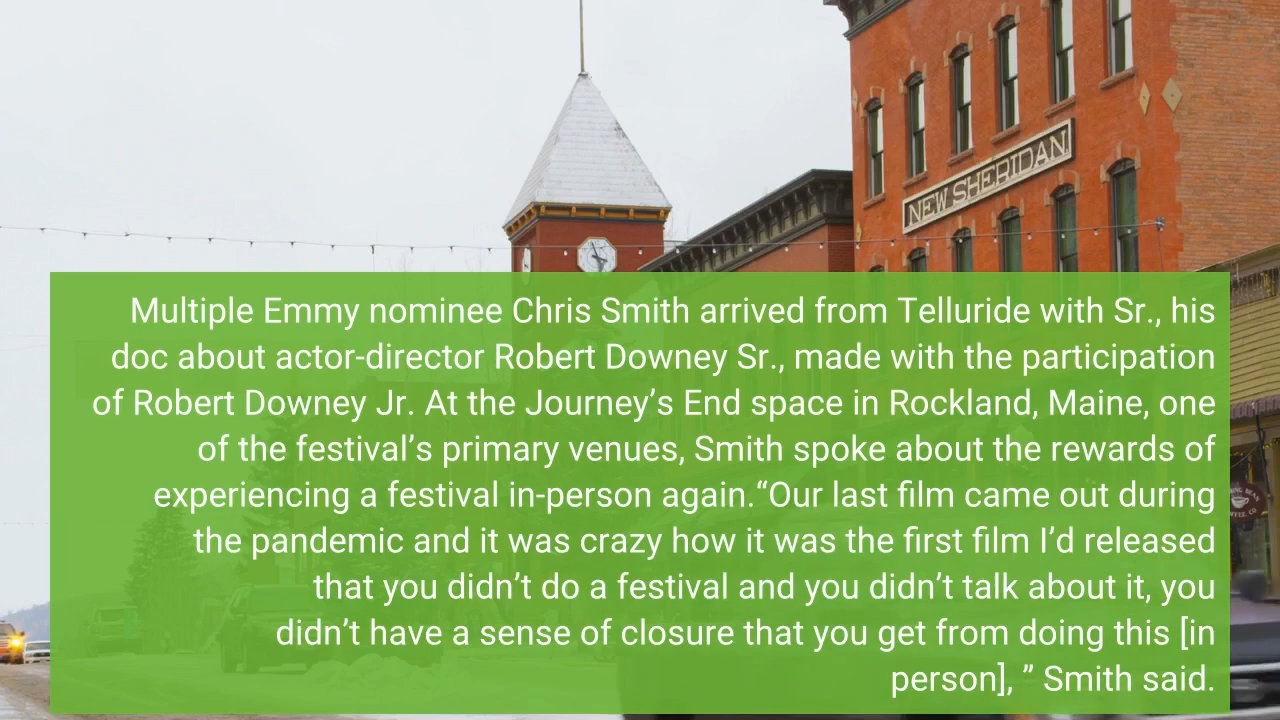 NEW SHERIDAN
Multiple Emmy nominee Chris Smith arrived from Telluride with Sr., his
doc about actor-director Robert Downey Sr., made with the participation
of Robert Downey Jr. At the Journey’s End space in Rockland, Maine, one
of the festival’s primary venues, Smith spoke about the rewards of
experiencing a festival in-person again.“Our last film came out during
the pandemic and it was crazy how it was the first film I’d released
that you didn’t do a festival and you didn’t talk about it, you
didn’t have a sense of closure that you get from doing this [in
person], ” Smith said.